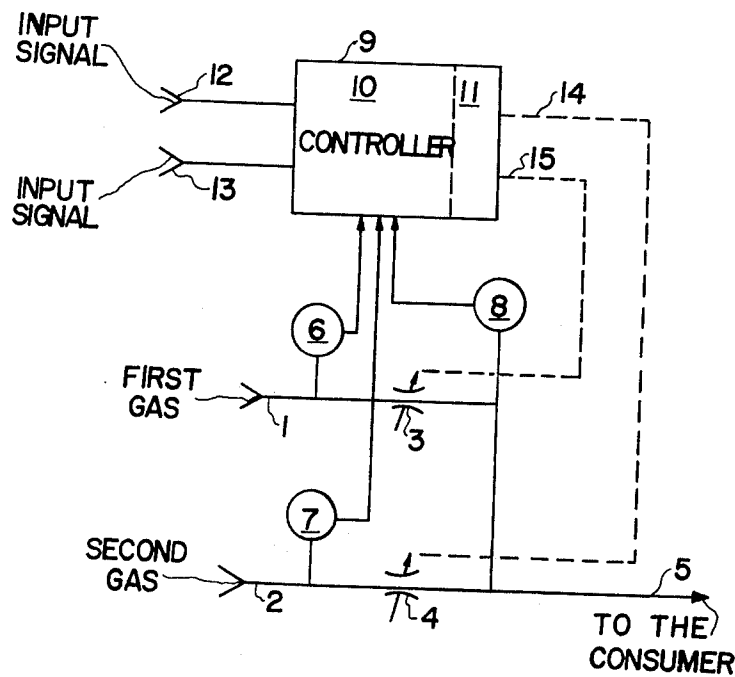 INPUT
SIGNAL
12
9
10
11
CONTROLLER
14
15
INPUT
SIGNAL
13
6
8
FIRST
GAS
1
3
7
SECOND
GAS
2
4
5
TO THE
CONSUMER